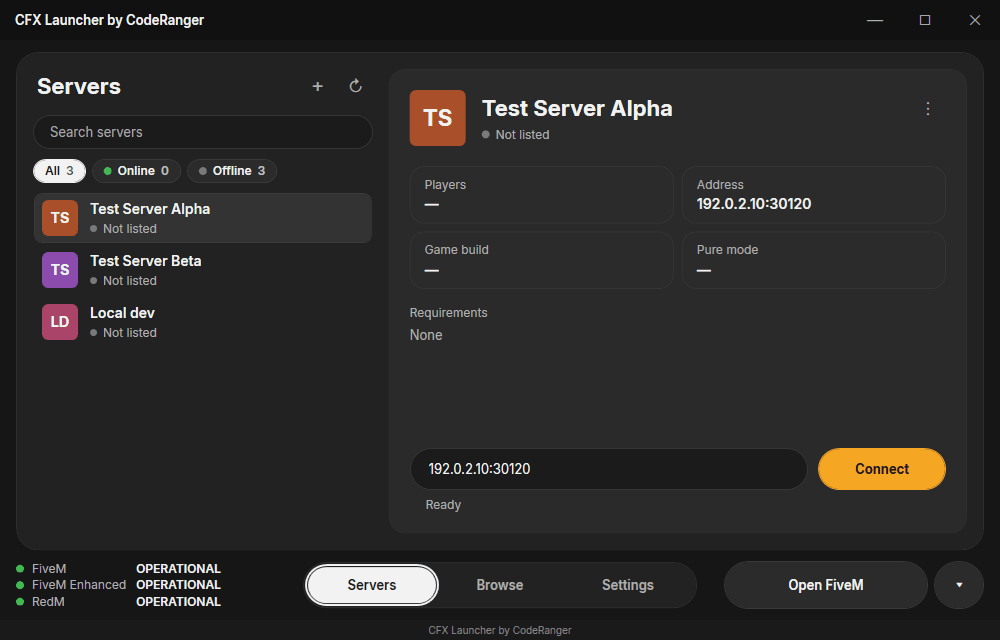 CFX Launcher by CodeRanger
Servers
Search servers
All 3
Online 0
Offline 3
TS
Test Server Alpha
Not listed
TS
Test Server Beta
Not listed
LD
Local dev
Not listed
TS
Test Server Alpha
Not listed
Players
—
Address
192.0.2.10:30120
Game build
—
Pure mode
—
Requirements
None
192.0.2.10:30120
Connect
Ready
FiveM OPERATIONAL
FiveM Enhanced OPERATIONAL
RedM OPERATIONAL
Servers
Browse
Settings
Open FiveM
CFX Launcher by CodeRanger